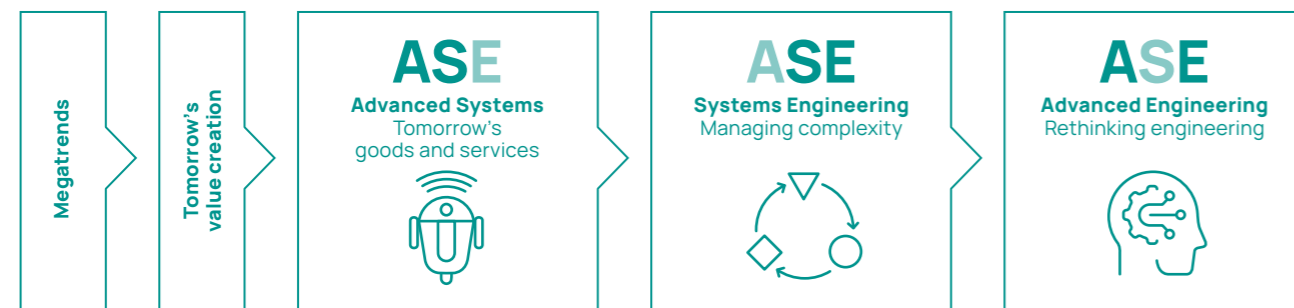 Megatrends
Tomorrow's
value creation
ASE
Advanced Systems
Tomorrow's
goods and services
ASE
Systems Engineering
Managing complexity
ASE
Advanced Engineering
Rethinking engineering